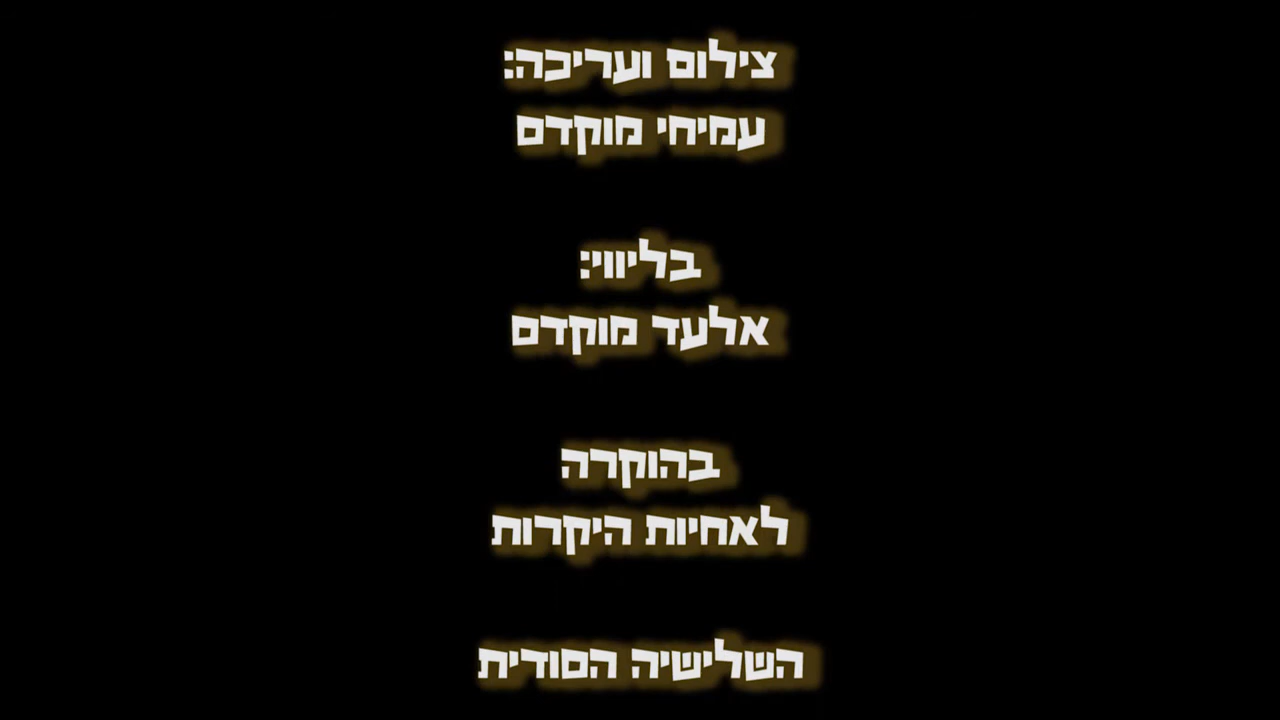 צילום ועריכה:
עמיחי מוקדם
בליווי:
אלעד מוקדם
בהוקרה
לאחיות היקרות
השלישיה הסודית